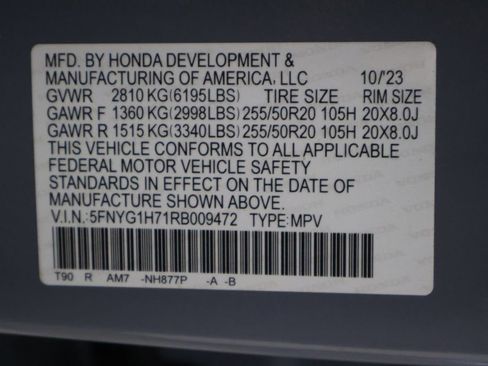 MFD. BY HONDA DEVELOPMENT &
MANUFACTURING OF AMERICA, LLC 10/'23
GVWR 2810 KG(6195LBS) TIRE SIZE RIM SIZE
GAWR F 1360 KG(2998LBS) 255/50R20 105H 20X8.0J
GAWR R 1515 KG(3340LBS) 255/50R20 105H 20X8.0J
THIS VEHICLE CONFORMS TO ALL APPLICABLE
FEDERAL MOTOR VEHICLE SAFETY
STANDARDS IN EFFECT ON THE DATE OF
MANUFACTURE SHOWN ABOVE.
V.I.N.:5FNYG1H71RB009472 TYPE:MPV
T90 R AM7 -NH877P -A -B